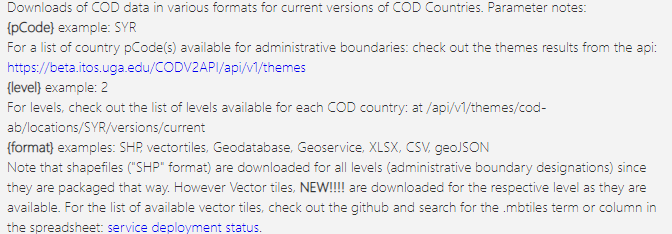 Downloads of COD data in various formats for current versions of COD Countries. Parameter notes:
{pCode} example: SYR
For a list of country pCode(s) available for administrative boundaries: check out the themes results from the api:
https://beta.itos.uga.edu/CODV2API/api/v1/themes
{level} example: 2
For levels, check out the list of levels available for each COD country: at /api/v1/themes/cod-
ab/locations/SYR/versions/current
{format} examples: SHP, vectortiles, Geodatabase, Geoservice, XLSX, CSV, geoJSON
Note that shapefiles ("SHP" format) are downloaded for all levels (administrative boundary designations) since
they are packaged that way. However Vector tiles, NEW!!!! are downloaded for the respective level as they are
available. For the list of available vector tiles, check out the github and search for the .mbtiles term or column in
the spreadsheet: service deployment status.